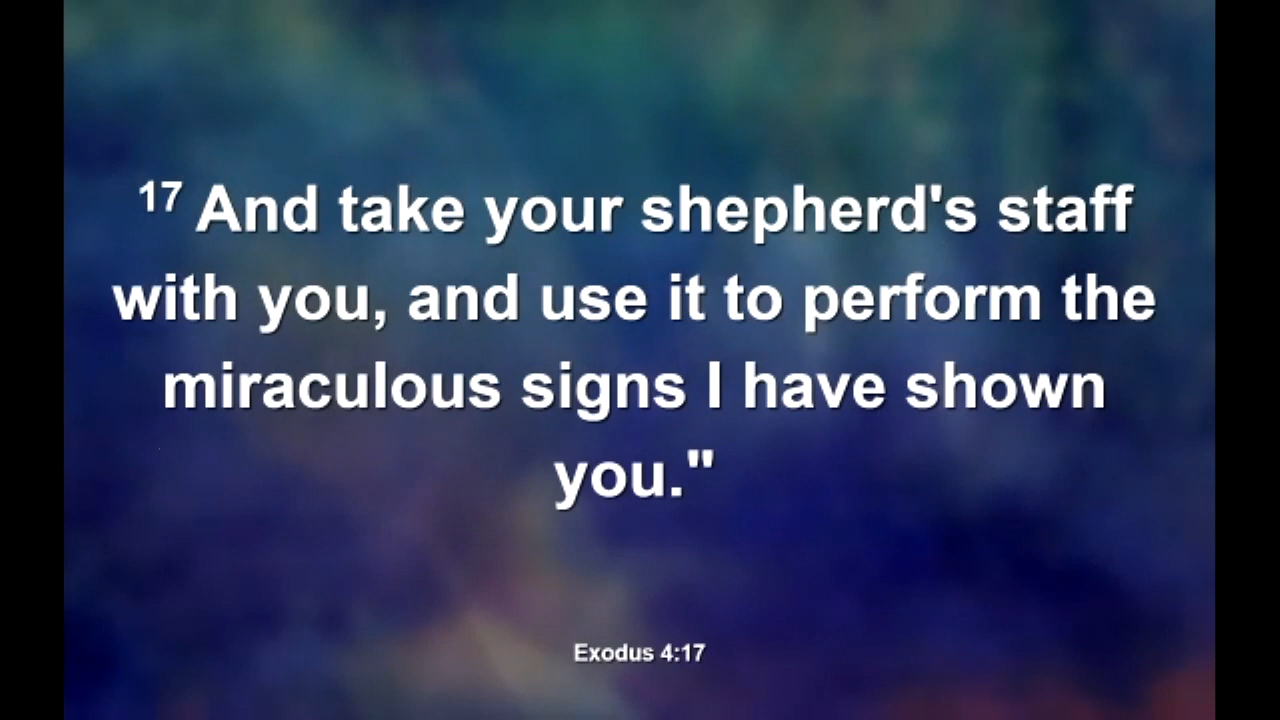 17 And take your shepherd's staff
with you, and use it to perform the
miraculous signs I have shown
you."
Exodus 4:17